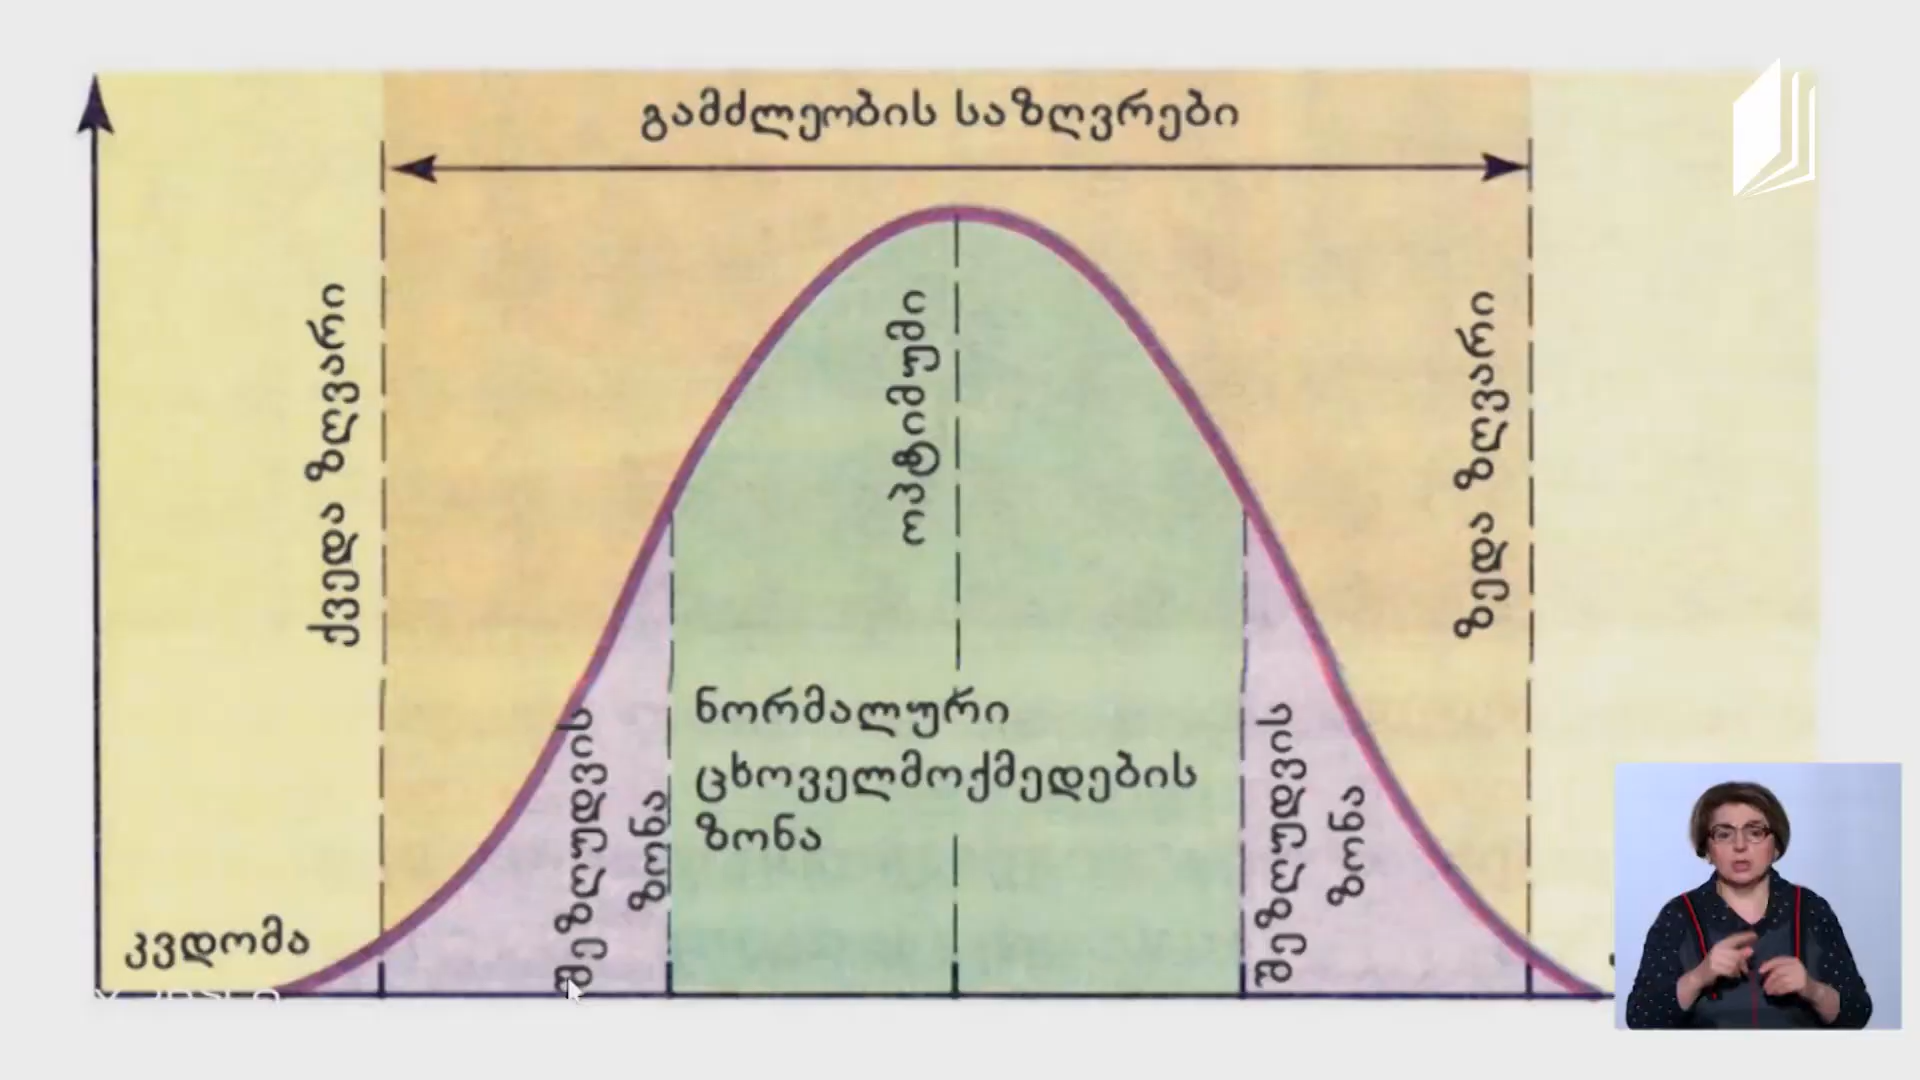 გამძლეობის საზღვრები
ქვედა ზღვარი
ოპტიმუმი
ზედა ზღვარი
ნორმალური
ცხოველმოქმედების
ზონა
შეზღუდვის
ზონა
შეზღუდვის
ზონა
კვდომა